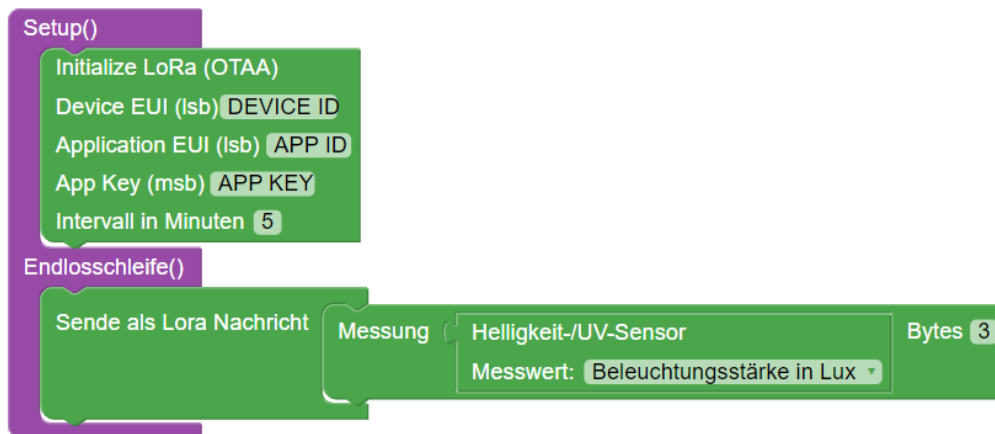 Setup()
Initialize LoRa (OTAA)
Device EUI (lsb) DEVICE ID
Application EUI (lsb) APP ID
App Key (msb) APP KEY
Intervall in Minuten 5
Endlosschleife()
Sende als Lora Nachricht
Messung
Helligkeit-/UV-Sensor
Bytes 3
Messwert: Beleuchtungsstärke in Lux